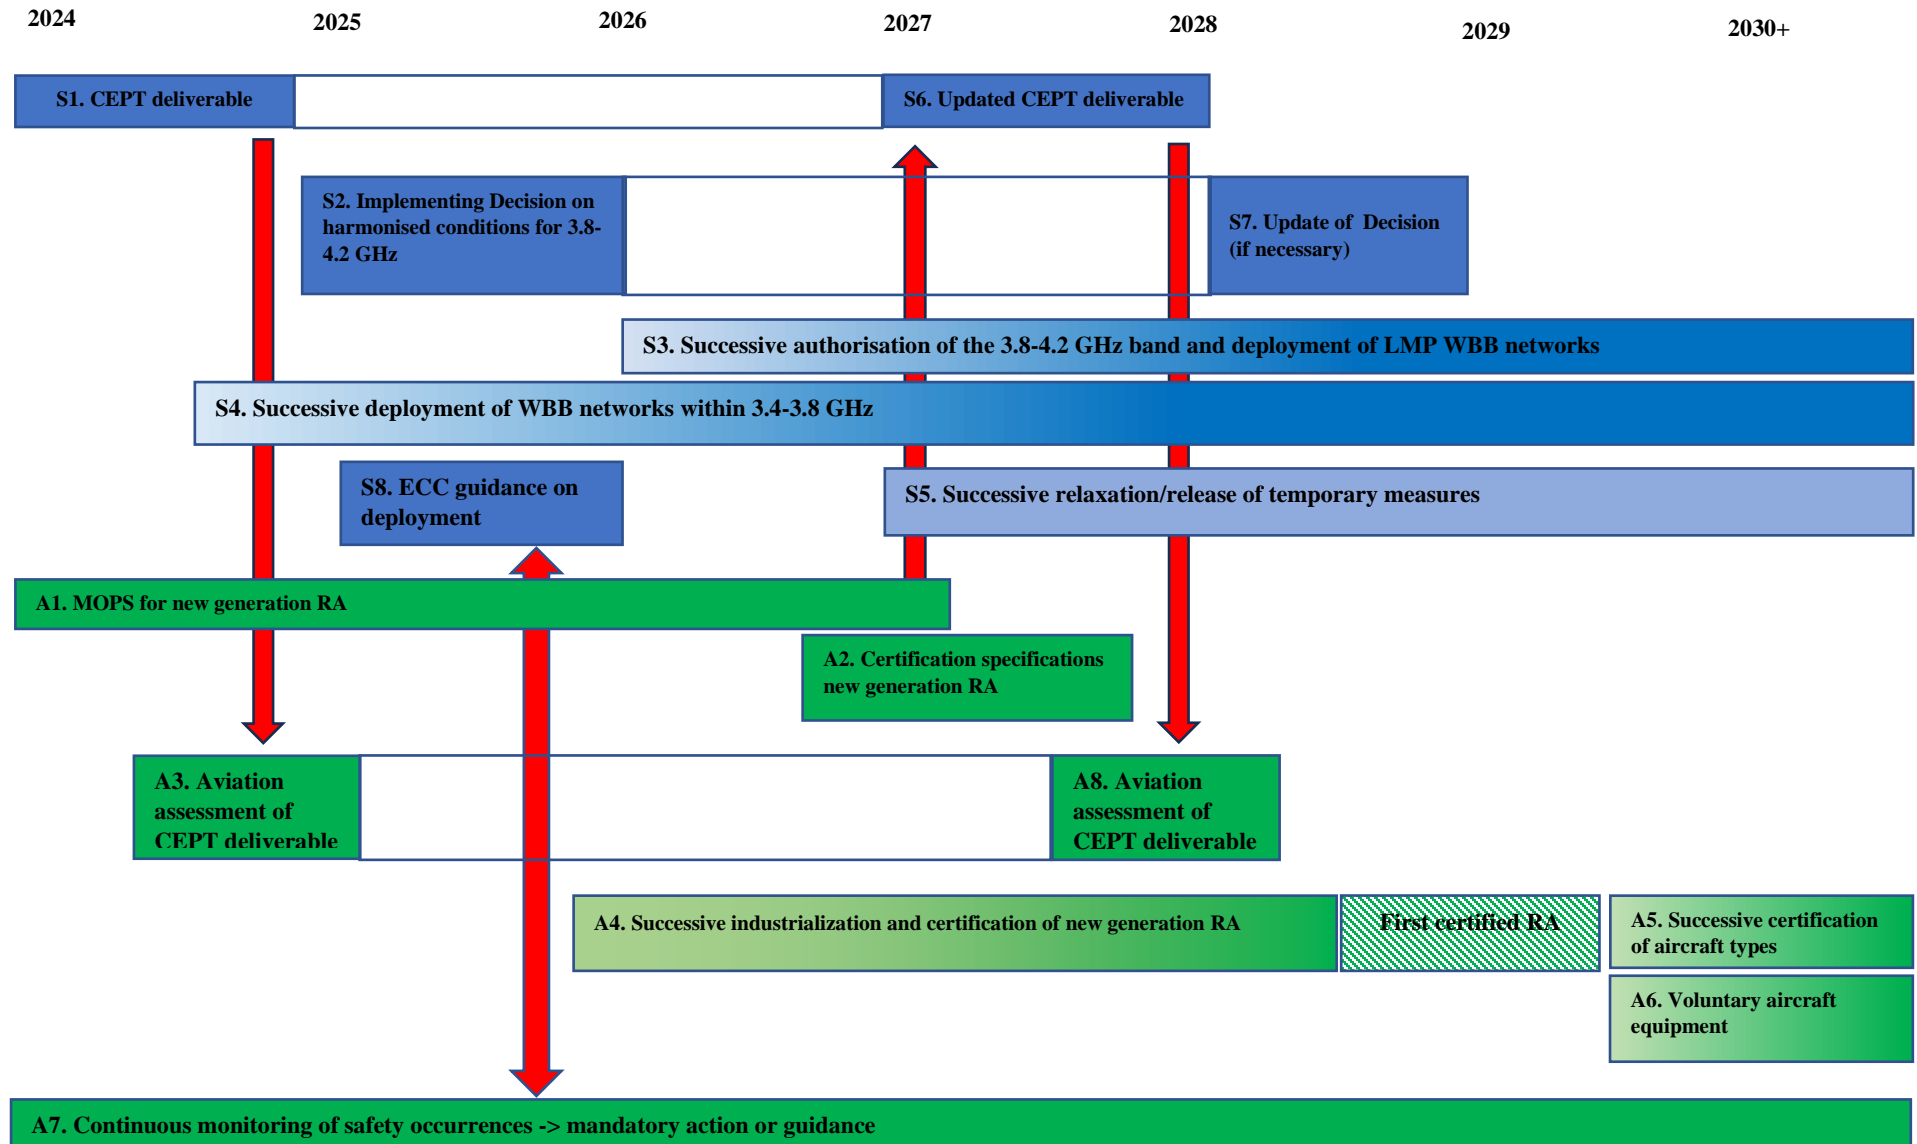 2024
2025
2026
2027
2028
2029
2030+
S1. CEPT deliverable
S6. Updated CEPT deliverable
S2. Implementing Decision on
harmonised conditions for 3.8-
4.2 GHz
S7. Update of Decision
(if necessary)
S3. Successive authorisation of the 3.8-4.2 GHz band and deployment of LMP WBB networks
S4. Successive deployment of WBB networks within 3.4-3.8 GHz
S8. ECC guidance on
deployment
S5. Successive relaxation/release of temporary measures
A1. MOPS for new generation RA
A2. Certification specifications
new generation RA
A3. Aviation
assessment of
CEPT deliverable
A8. Aviation
assessment of
CEPT deliverable
A4. Successive industrialization and certification of new generation RA
First certified RA
A5. Successive certification
of aircraft types
A6. Voluntary aircraft
equipment
A7. Continuous monitoring of safety occurrences -> mandatory action or guidance